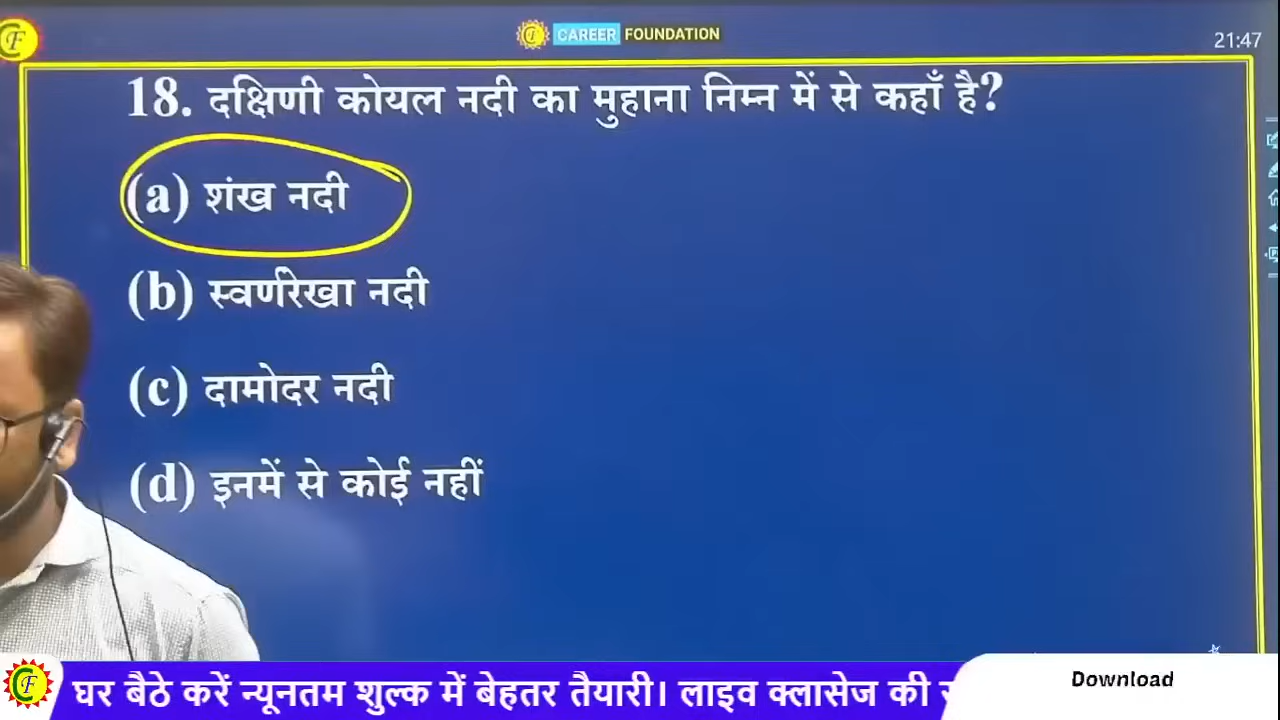 CAREER FOUNDATION
21:47
18. दक्षिणी कोयल नदी का मुहाना निम्न में से कहाँ है?
(a) शंख नदी
(b) स्वर्णरेखा नदी
(c) दामोदर नदी
(d) इनमें से कोई नहीं
घर बैठे करें न्यूनतम शुल्क में बेहतर तैयारी। लाइव क्लासेज की
Download